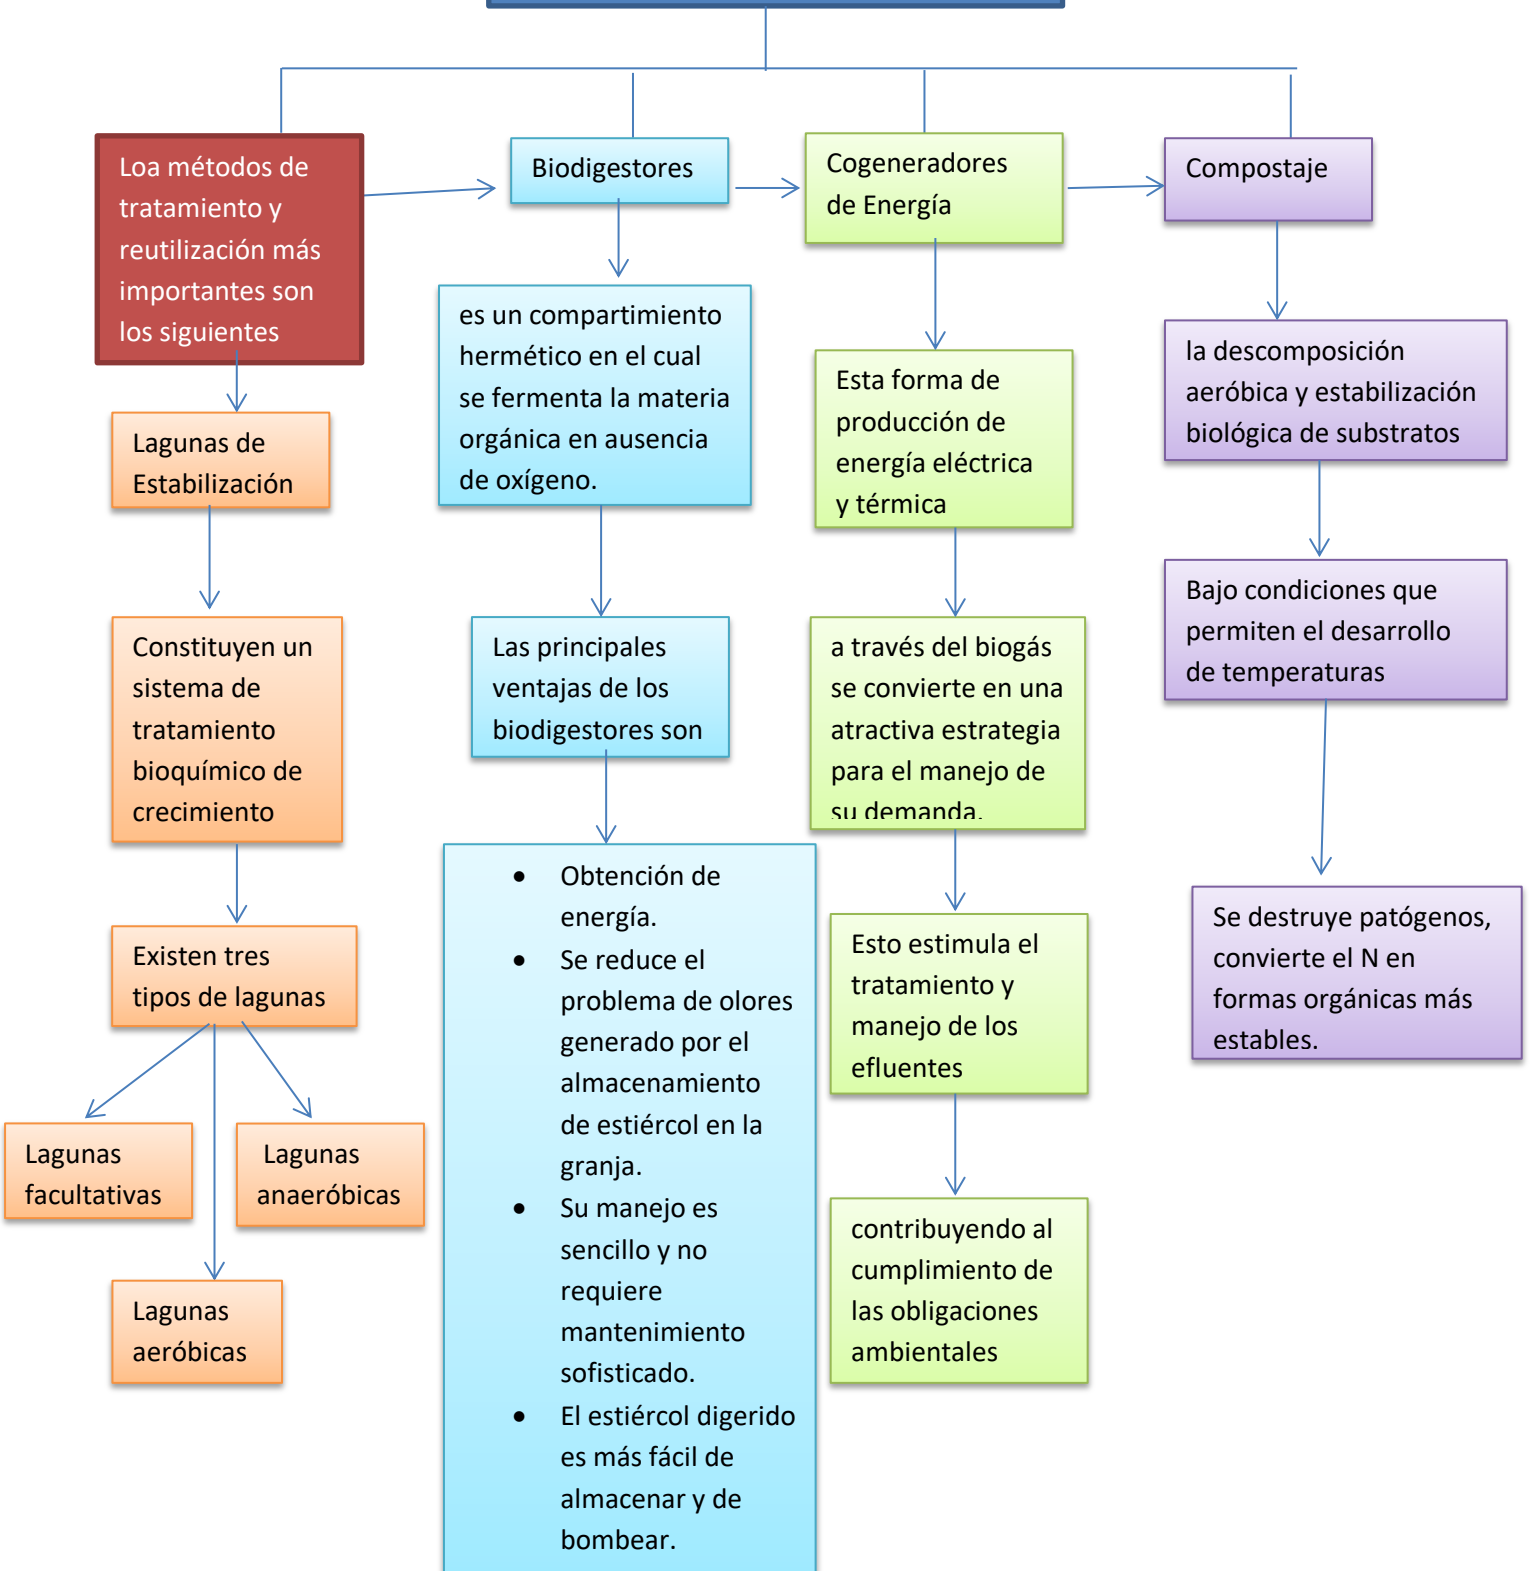 Loa métodos de
tratamiento y
reutilización más
importantes son
los siguientes
Biodigestores
Cogeneradores
de Energía
Compostaje
Lagunas de
Estabilización
Constituyen un
sistema de
tratamiento
bioquímico de
crecimiento
Existen tres
tipos de lagunas
Lagunas
facultativas
Lagunas
anaeróbicas
Lagunas
aeróbicas
es un compartimiento
hermético en el cual
se fermenta la materia
orgánica en ausencia
de oxígeno.
Las principales
ventajas de los
biodigestores son
• Obtención de
energía.
• Se reduce el
problema de olores
generado por el
almacenamiento
de estiércol en la
granja.
• Su manejo es
sencillo y no
requiere
mantenimiento
sofisticado.
• El estiércol digerido
es más fácil de
almacenar y de
bombear.
Esta forma de
producción de
energía eléctrica
y térmica
a través del biogás
se convierte en una
atractiva estrategia
para el manejo de
su demanda.
Esto estimula el
tratamiento y
manejo de los
efluentes
contribuyendo al
cumplimiento de
las obligaciones
ambientales
la descomposición
aeróbica y estabilización
biológica de substratos
Bajo condiciones que
permiten el desarrollo
de temperaturas
Se destruye patógenos,
convierte el N en
formas orgánicas más
estables.